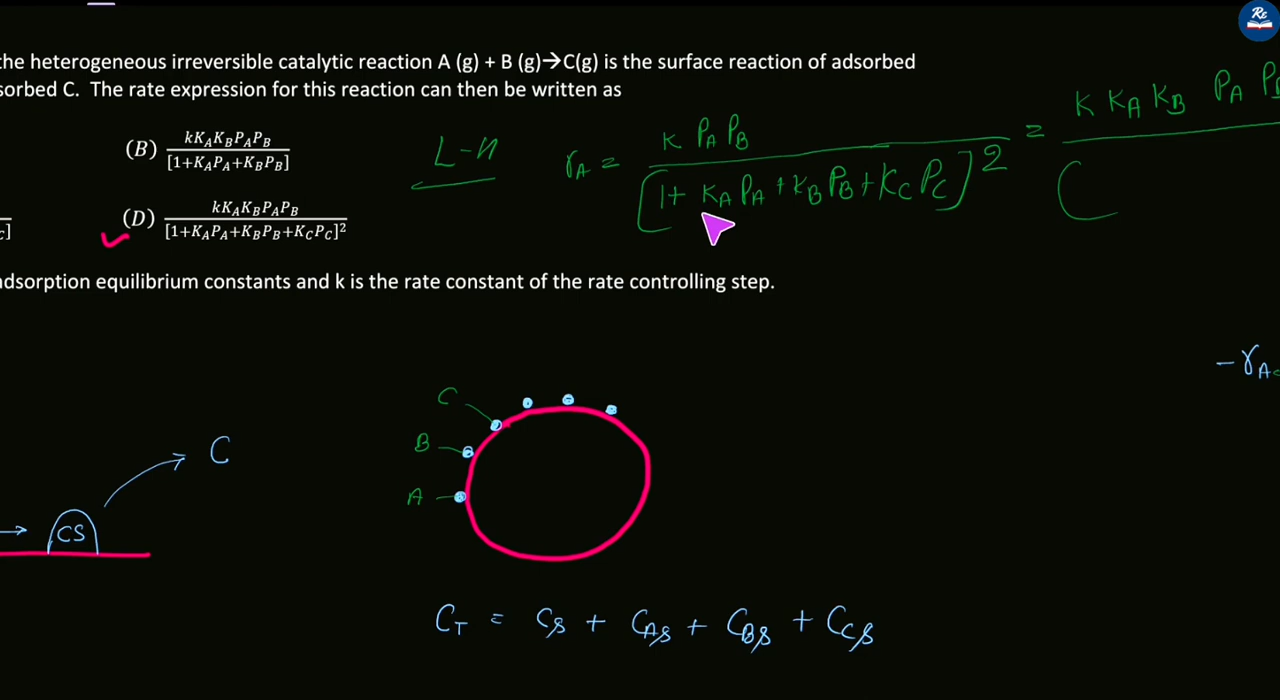 the heterogeneous irreversible catalytic reaction A (g) + B (g)→C(g) is the surface reaction of adsorbed
sorbed C. The rate expression for this reaction can then be written as
(B) kK_AK_BP_AP_B / [1+K_AP_A+K_BP_B]
L-H
r_A = K P_A P_B / [1+ K_A P_A + K_B P_B + K_C P_C]^2 = K K_A K_B P_A P / (
c]
(D) kK_AK_BP_AP_B / [1+K_AP_A+K_BP_B+K_CP_C]^2
adsorption equilibrium constants and k is the rate constant of the rate controlling step.
- r_A
C
B
A
C
CS
C_T = C_S + C_AS + C_BS + C_CS
Re